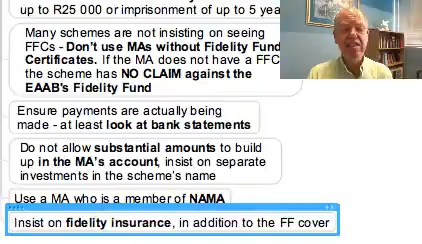 up to R25 000 or imprisonment of up to 5 yea
Many schemes are not insisting on seeing
FFCs - Don't use MAs without Fidelity Fund
Certificates. If the MA does not have a FFC
the scheme has NO CLAIM against the
EAAB's Fidelity Fund
Ensure payments are actually being
made - at least look at bank statements
Do not allow substantial amounts to build
up in the MA's account, insist on separate
investments in the scheme's name
Use a MA who is a member of NAMA
Insist on fidelity insurance, in addition to the FF cover